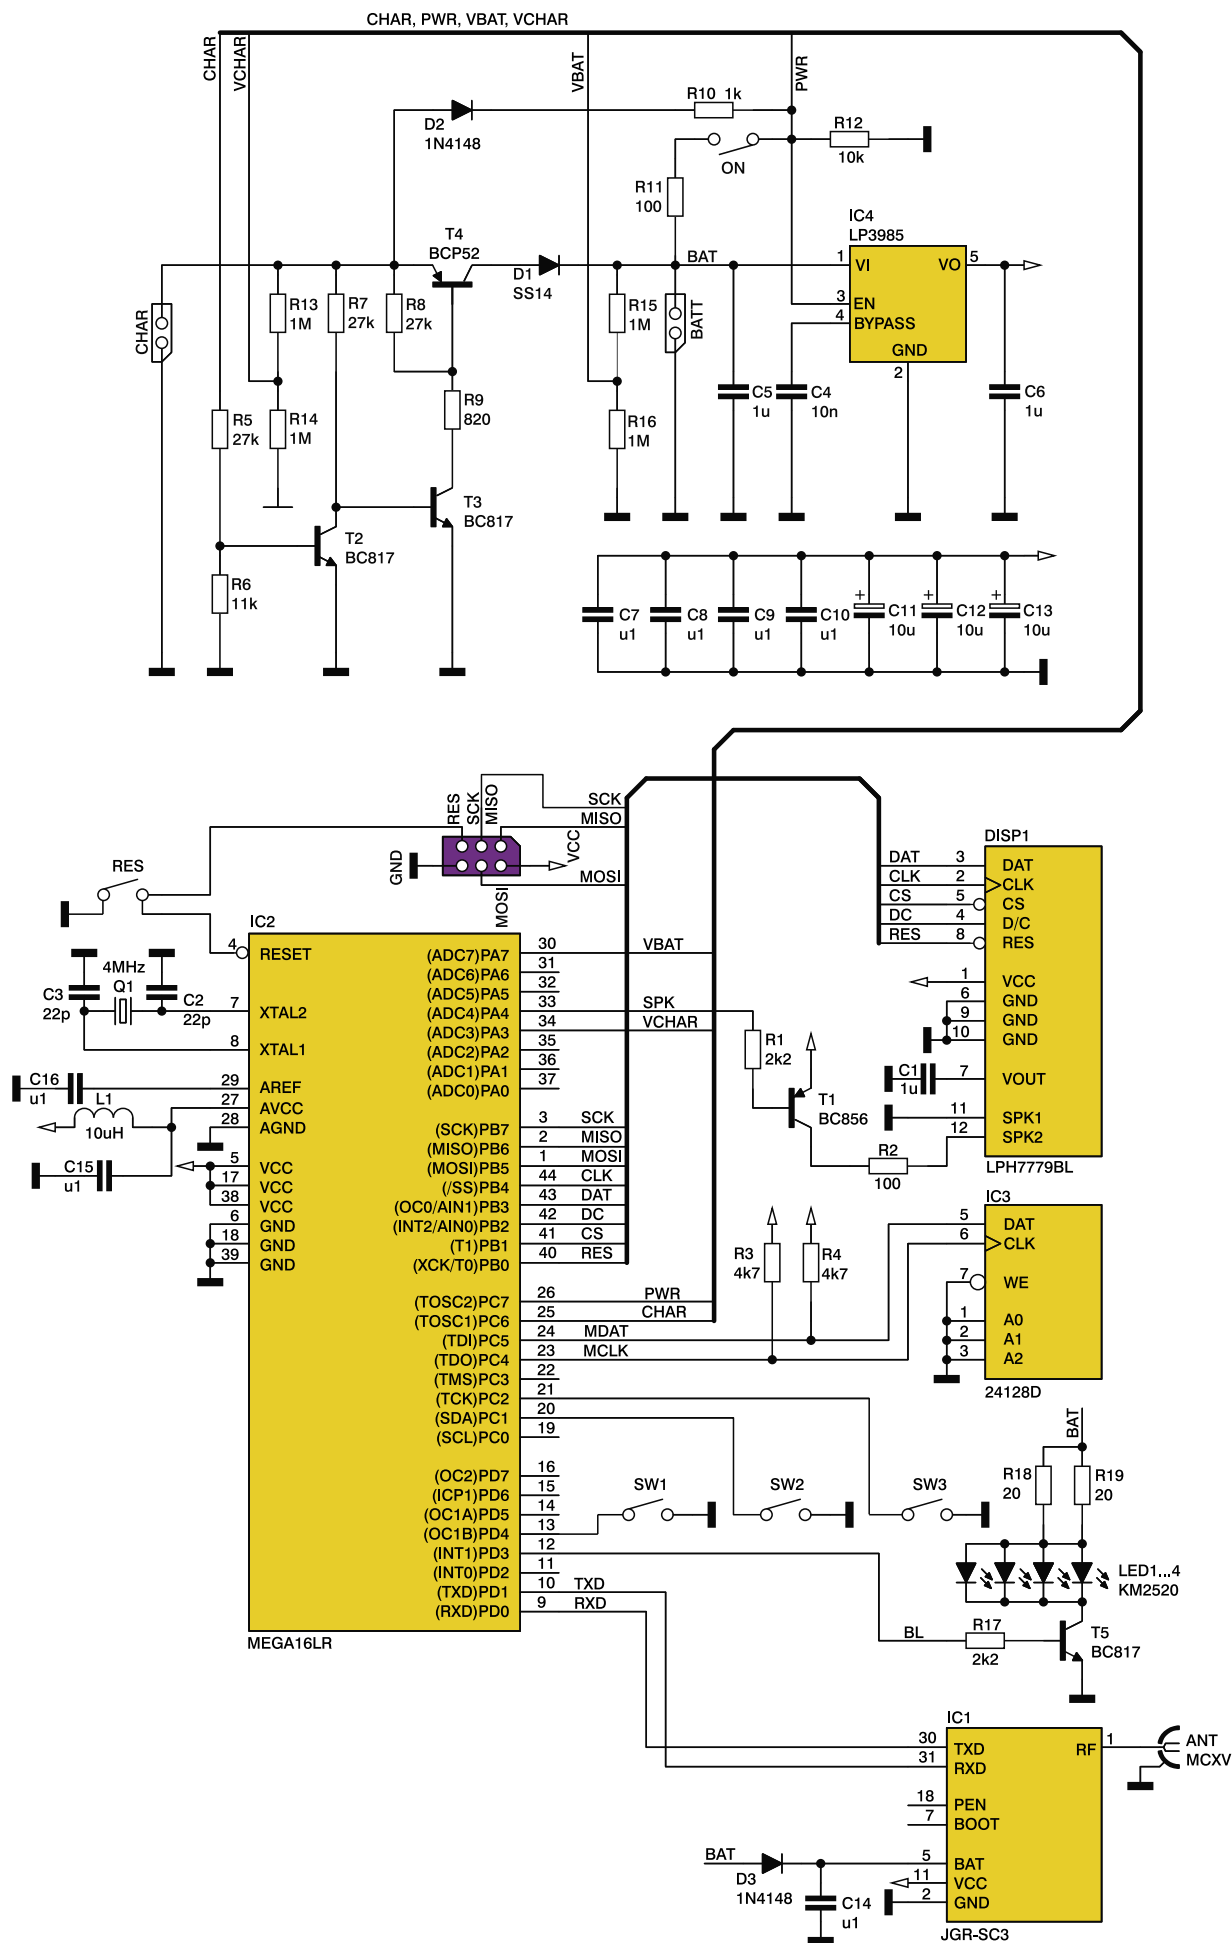 CHAR, PWR, VBAT, VCHAR
CHAR
VCHAR
VBAT
PWR
D2
1N4148
R10 1k
ON
R12
10k
R11
100
IC4
LP3985
1 VI
VO 5
3 EN
4 BYPASS
GND
2
T4
BCP52
D1
SS14
BAT
CHAR
R13
1M
R7
27k
R8
27k
R15
1M
BATT
R5
27k
R14
1M
R9
820
R16
1M
C5
1u
C4
10n
C6
1u
T3
BC817
T2
BC817
R6
11k
C7
u1
C8
u1
C9
u1
C10
u1
+
C11
10u
+
C12
10u
+
C13
10u
RES
SCK
MISO
SCK
MISO
VCC
GND
MOSI
MOSI
RES
IC2
4 RESET
4MHz
Q1
C3
22p
C2
22p
7 XTAL2
8 XTAL1
C16
u1
29 AREF
27 AVCC
28 AGND
L1
10uH
C15
u1
5 VCC
17 VCC
38 VCC
6 GND
18 GND
39 GND
(ADC7)PA7 30 VBAT
(ADC6)PA6 31
(ADC5)PA5 32
(ADC4)PA4 33 SPK
(ADC3)PA3 34 VCHAR
(ADC2)PA2 35
(ADC1)PA1 36
(ADC0)PA0 37
(SCK)PB7 3 SCK
(MISO)PB6 2 MISO
(MOSI)PB5 1 MOSI
(/SS)PB4 44 CLK
(OC0/AIN1)PB3 43 DAT
(INT2/AIN0)PB2 42 DC
(T1)PB1 41 CS
(XCK/T0)PB0 40 RES
(TOSC2)PC7 26 PWR
(TOSC1)PC6 25 CHAR
(TDI)PC5 24 MDAT
(TDO)PC4 23 MCLK
(TMS)PC3 22
(TCK)PC2 21
(SDA)PC1 20
(SCL)PC0 19
(OC2)PD7 16
(ICP1)PD6 15
(OC1A)PD5 14
(OC1B)PD4 13
(INT1)PD3 12
(INT0)PD2 11
(TXD)PD1 10 TXD
(RXD)PD0 9 RXD
MEGA16LR
DISP1
DAT 3 DAT
CLK 2 CLK
CS 5 CS
DC 4 D/C
RES 8 RES
1 VCC
6 GND
9 GND
10 GND
C1
1u
7 VOUT
11 SPK1
12 SPK2
LPH7779BL
R1
2k2
T1
BC856
R2
100
R3
4k7
R4
4k7
IC3
5 DAT
6 CLK
7 WE
1 A0
2 A1
3 A2
24128D
SW1
SW2
SW3
BAT
R18
20
R19
20
LED1...4
KM2520
BL
R17
2k2
T5
BC817
IC1
30 TXD
31 RXD
RF 1
ANT
MCXV
18 PEN
7 BOOT
BAT
D3
1N4148
5 BAT
11 VCC
2 GND
C14
u1
JGR-SC3